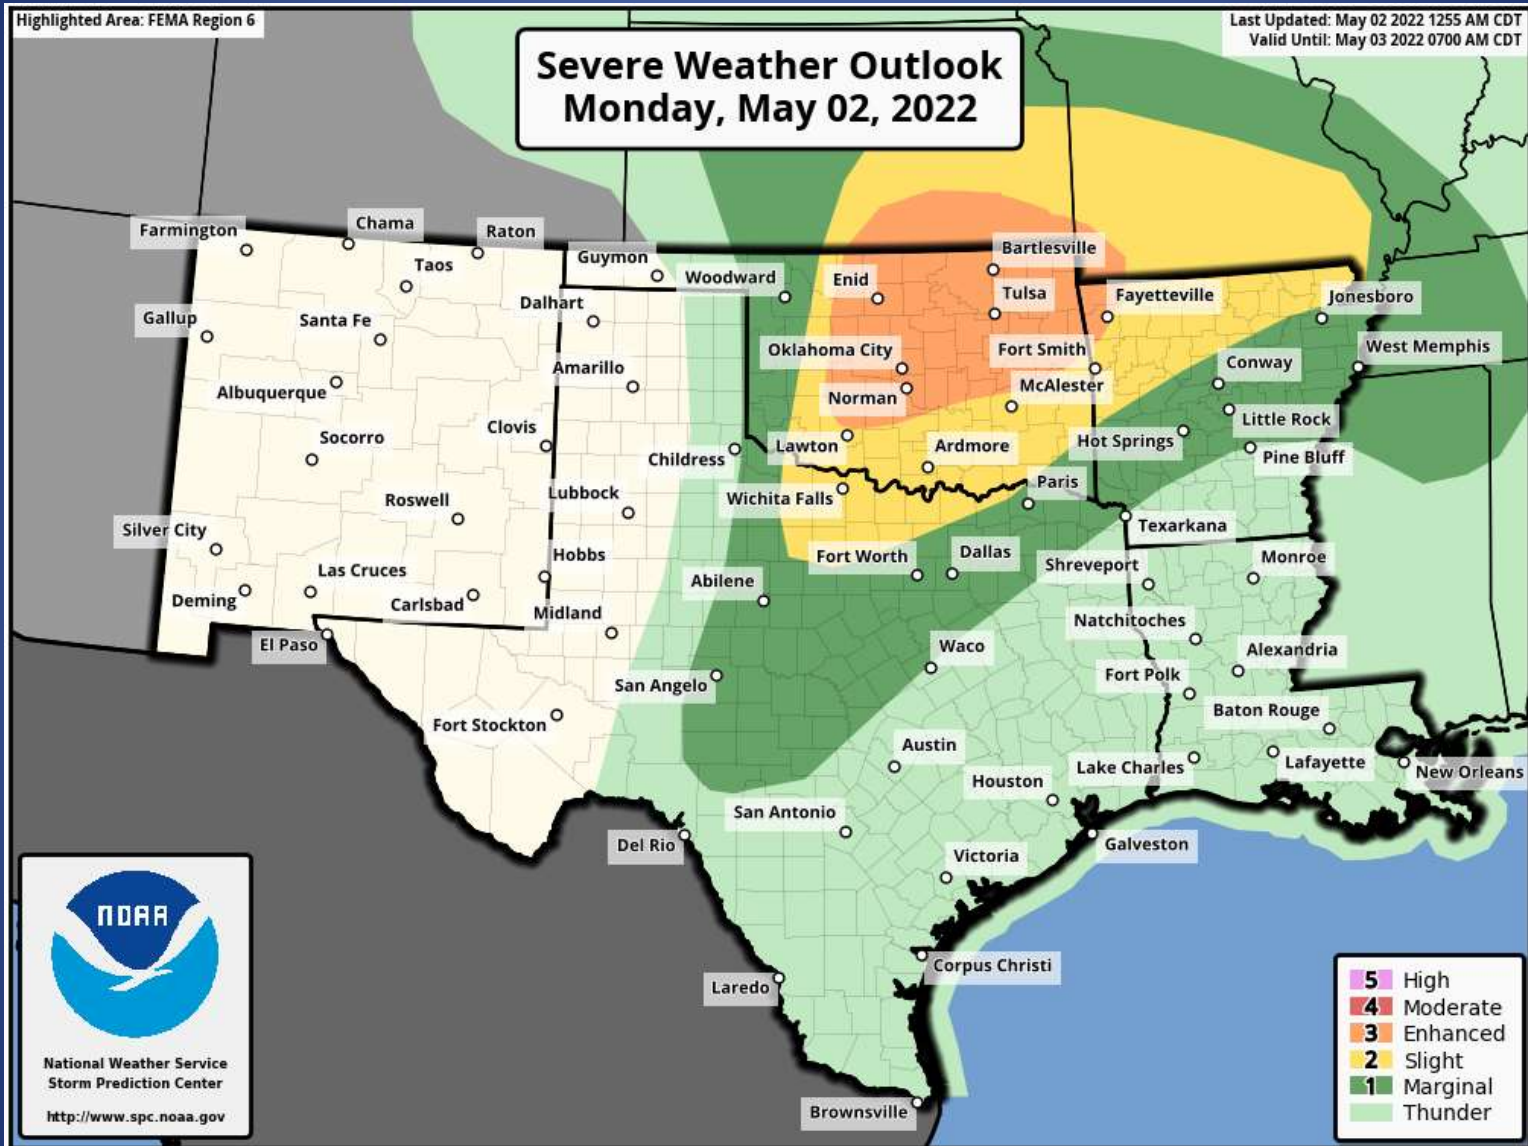 Highlighted Area: FEMA Region 6
Last Updated: May 02 2022 1255 AM CDT
Valid Until: May 03 2022 0700 AM CDT
Severe Weather Outlook
Monday, May 02, 2022
Farmington
Chama
Raton
Taos
Guymon
Woodward
Enid
Bartlesville
Gallup
Santa Fe
Dalhart
Tulsa
Fayetteville
Jonesboro
Albuquerque
Amarillo
Oklahoma City
Fort Smith
Conway
West Memphis
Norman
McAlester
Socorro
Clovis
Childress
Lawton
Ardmore
Hot Springs
Little Rock
Pine Bluff
Roswell
Lubbock
Wichita Falls
Paris
Silver City
Texarkana
Las Cruces
Hobbs
Abilene
Fort Worth
Dallas
Shreveport
Monroe
Deming
Carlsbad
Midland
Natchitoches
El Paso
San Angelo
Waco
Fort Polk
Alexandria
Fort Stockton
Baton Rouge
Austin
Houston
Lake Charles
Lafayette
New Orleans
San Antonio
Del Rio
Victoria
Galveston
Corpus Christi
Laredo
Brownsville
NOAA
National Weather Service
Storm Prediction Center
http://www.spc.noaa.gov
5 High
4 Moderate
3 Enhanced
2 Slight
1 Marginal
Thunder